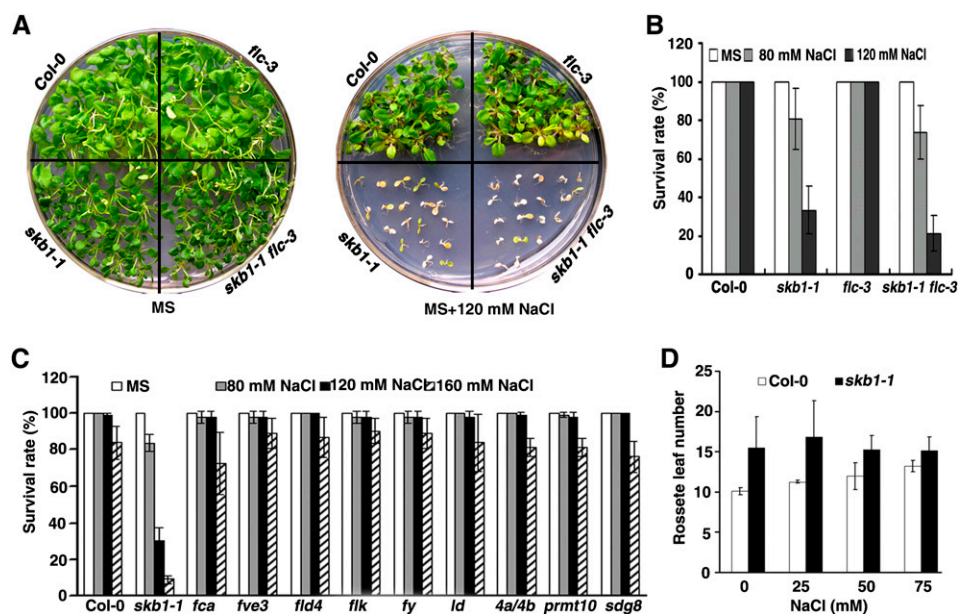 A
Col-0
flc-3
skb1-1
skb1-1 flc-3
MS
Col-0
flc-3
skb1-1
skb1-1 flc-3
MS+120 mM NaCl
B
MS 80 mM NaCl 120 mM NaCl
Survival rate (%)
120
100
80
60
40
20
0
Col-0 skb1-1 flc-3 skb1-1 flc-3
C
MS 80 mM NaCl 120 mM NaCl 160 mM NaCl
Survival rate (%)
120
100
80
60
40
20
0
Col-0 skb1-1 fca fve3 fld4 flk fy ld 4a/4b prmt10 sdg8
D
Col-0 skb1-1
Rossete leaf number
25
20
15
10
5
0
0 25 50 75
NaCl (mM)